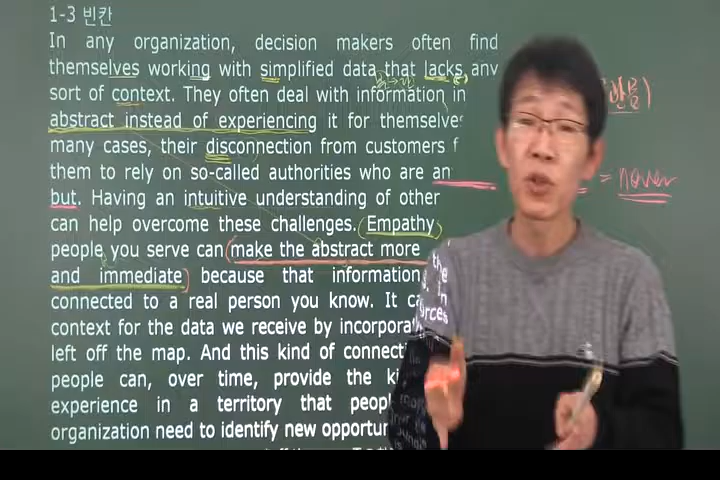 1-3 빈칸
In any organization, decision makers often find
themselves working with simplified data that lacks any
sort of context. They often deal with information in
abstract instead of experiencing it for themselves
many cases, their disconnection from customers f
them to rely on so-called authorities who are an
but. Having an intuitive understanding of other
can help overcome these challenges. (Empathy
people you serve can (make the abstract more
and immediate) because that information
connected to a real person you know. It ca
context for the data we receive by incorporat
left off the map. And this kind of connecti
people can, over time, provide the ki
experience in a territory that peopl
organization need to identify new opportun
= never